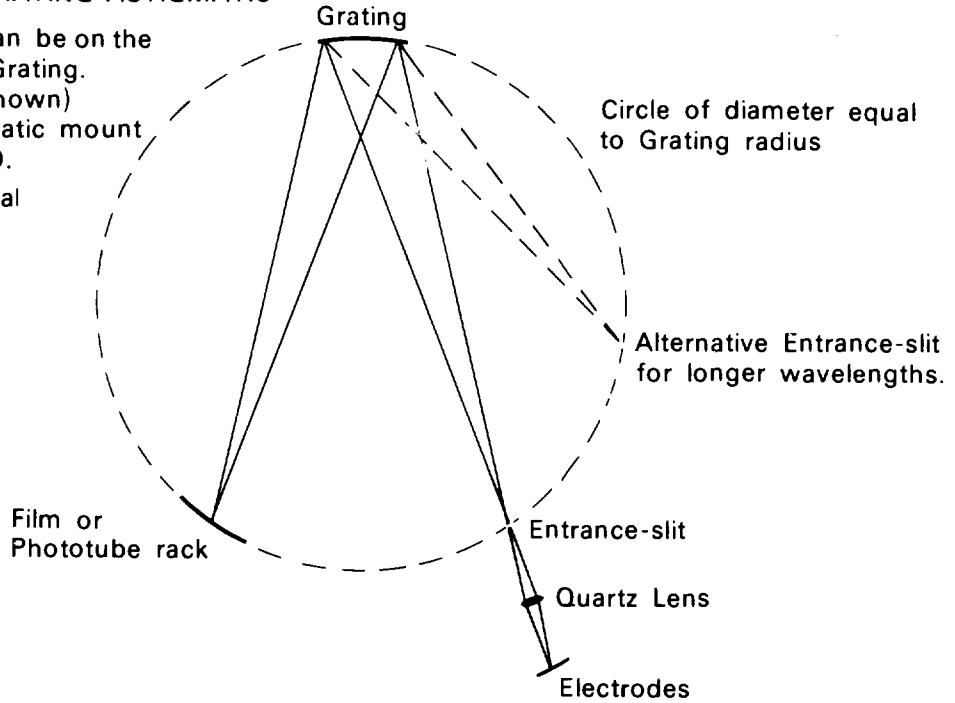 Grating
an be on the
Grating.
nown)
atic mount
al
Circle of diameter equal
to Grating radius
Alternative Entrance-slit
for longer wavelengths.
Film or
Phototube rack
Entrance-slit
Quartz Lens
Electrodes